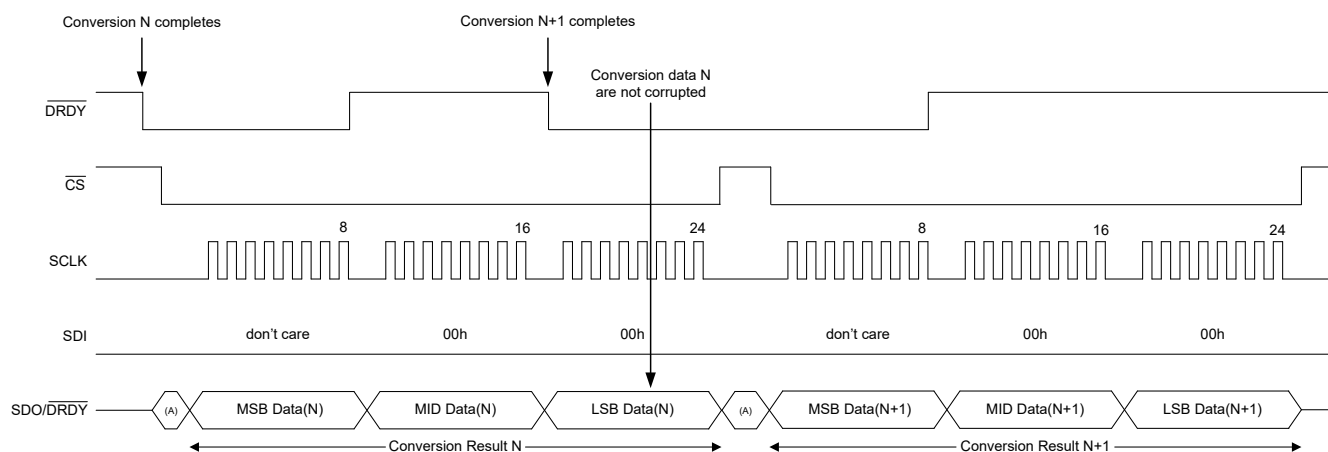 Conversion N completes
Conversion N+1 completes
Conversion data N
are not corrupted
DRDY
CS
8
16
24
8
16
24
SCLK
SDI
don't care
00h
00h
don't care
00h
00h
SDO/DRDY
(A)
MSB Data(N)
MID Data(N)
LSB Data(N)
(A)
MSB Data(N+1)
MID Data(N+1)
LSB Data(N+1)
Conversion Result N
Conversion Result N+1